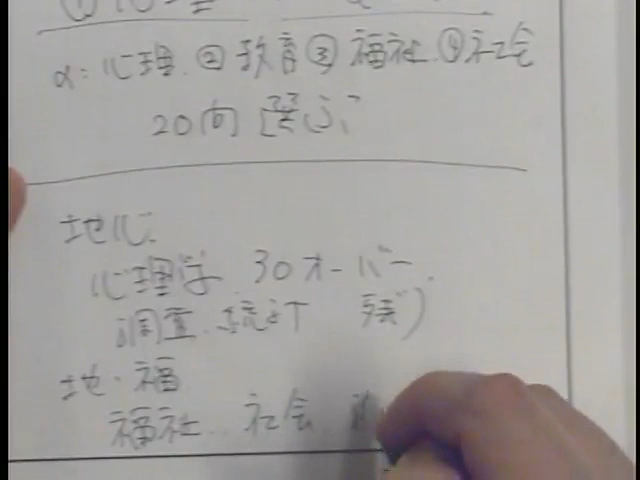 α:心理.②教育③福祉.④社会
20問選ぶ
地心.
心理学 30オーバー.
調査.統計
地.福
福祉..社会.